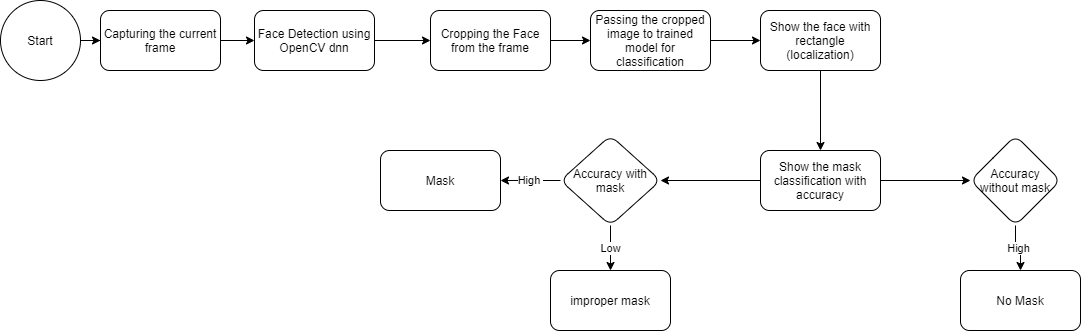 Start
Capturing the current
frame
Face Detection using
OpenCV dnn
Cropping the Face
from the frame
Passing the cropped
image to trained
model for
classification
Show the face with
rectangle
(localization)
Mask
High
Accuracy with
mask
Show the mask
classification with
accuracy
Accuracy
without mask
Low
High
improper mask
No Mask